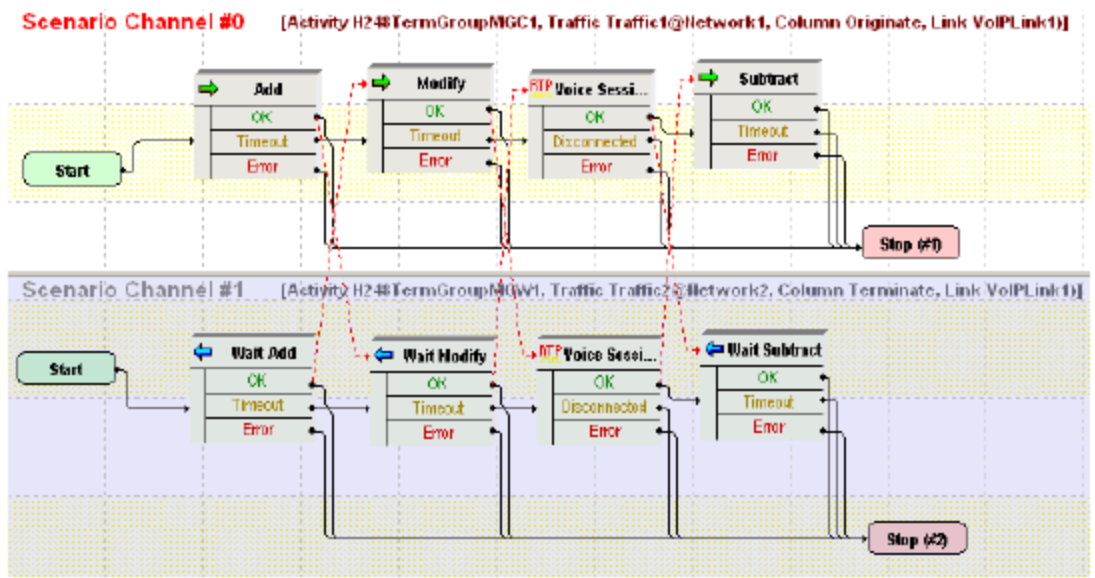 Scenario Channel #0 [Activity H248TermGroupMGC1, Traffic Traffic1@Network1, Column Originate, Link VoIPLink1)]
Add
OK
Timeout
Error
Modify
OK
Timeout
Error
RTP Voice Sessi...
OK
Disconnected
Error
Subtract
OK
Timeout
Error
Start
Stop (#1)
Scenario Channel #1 [Activity H248TermGroupMGW1, Traffic Traffic2@Network2, Column Terminate, Link VoIPLink1)]
Wait Add
OK
Timeout
Error
Wait Modify
OK
Timeout
Error
RTP Voice Sessi...
OK
Disconnected
Error
Wait Subtract
OK
Timeout
Error
Start
Stop (#2)